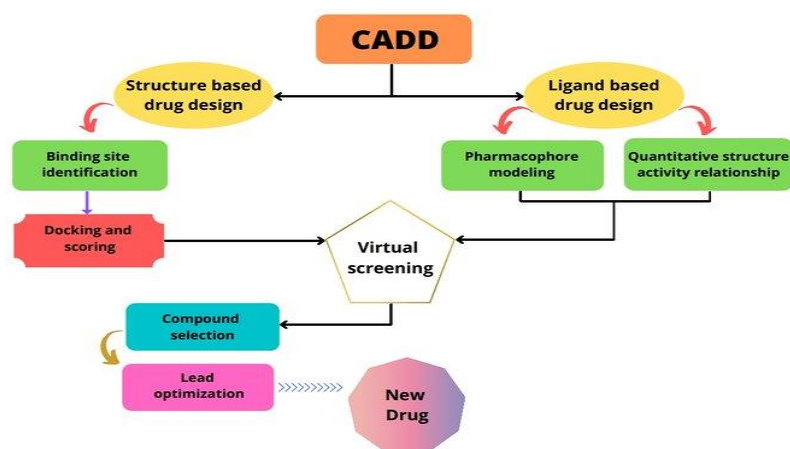 CADD
Structure based
drug design
Ligand based
drug design
Binding site
identification
Pharmacophore
modeling
Quantitative structure
activity relationship
Docking and
scoring
Virtual
screening
Compound
selection
Lead
optimization
New
Drug